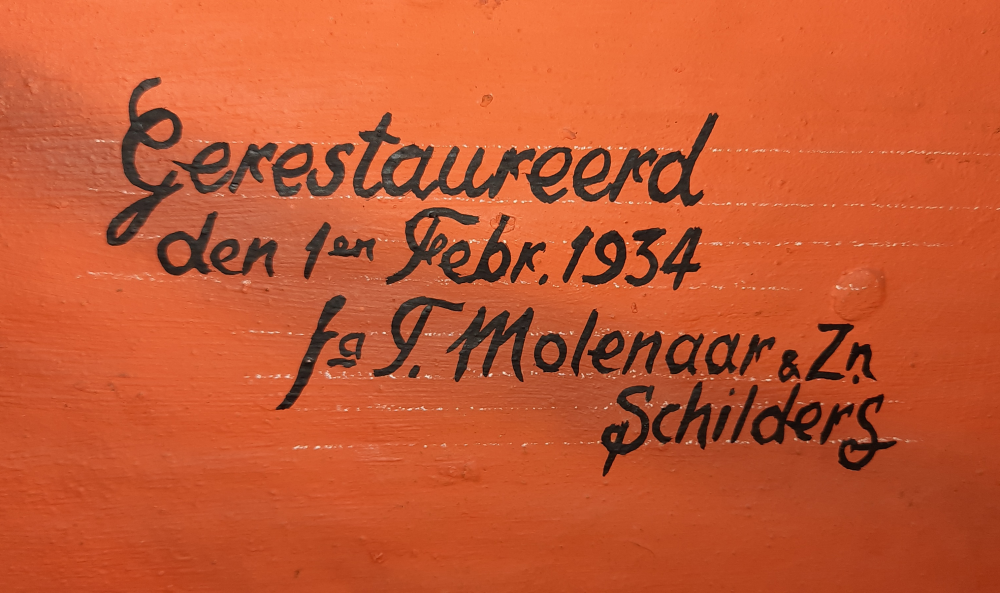 Gerestaureerd
den 1en Febr. 1934
fa T. Molenaar & Zn.
Schilders